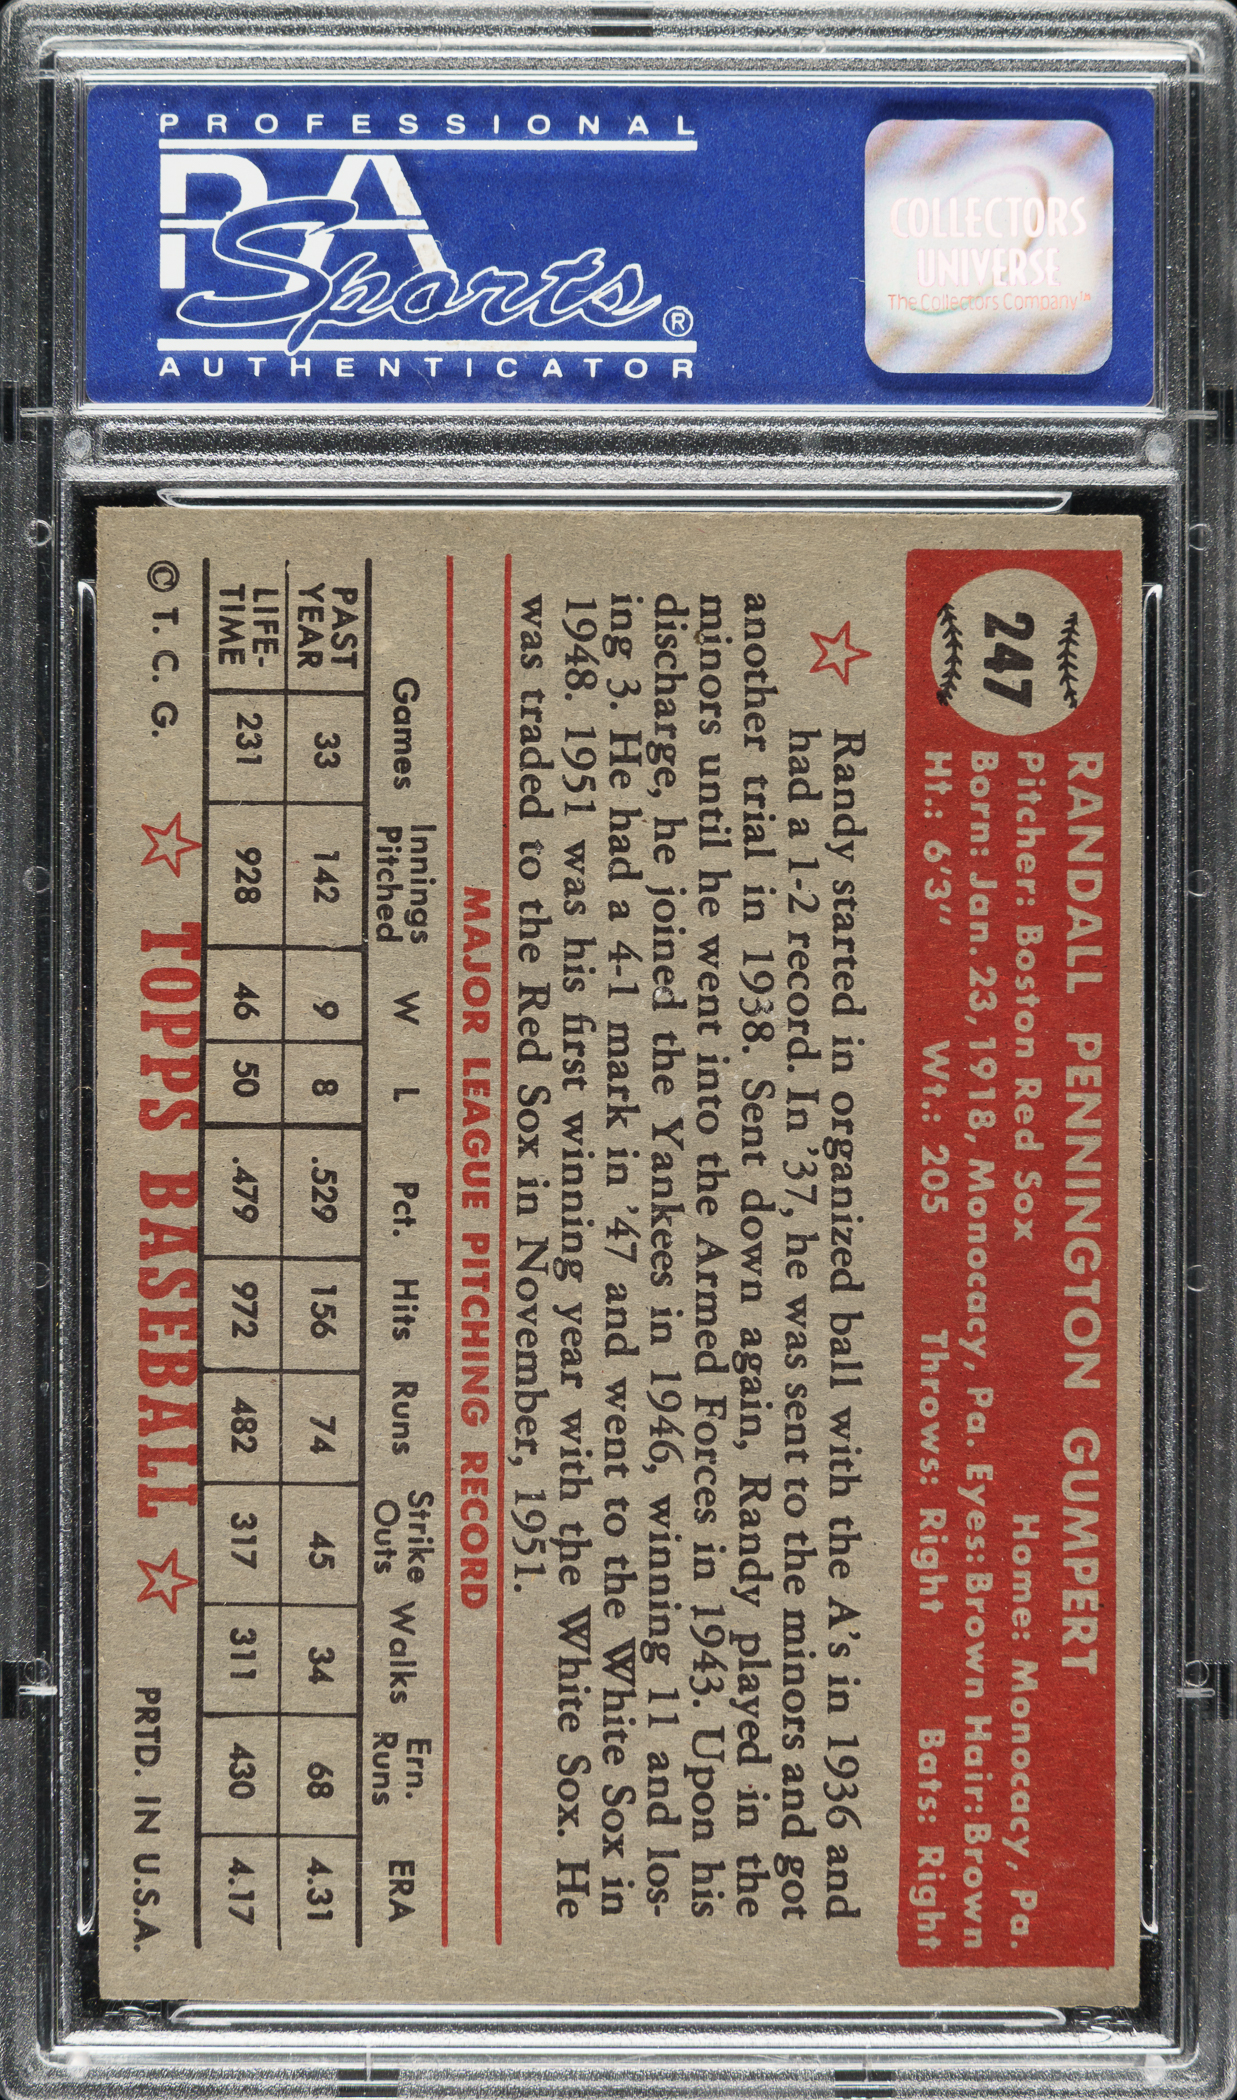 PROFESSIONAL
PSA
Sports®
AUTHENTICATOR
COLLECTORS
UNIVERSE
The Collectors Company™
247
RANDALL PENNINGTON GUMPERT
Pitcher: Boston Red Sox Home: Monocacy, Pa.
Born: Jan. 23, 1918, Monocacy, Pa. Eyes: Brown Hair: Brown
Ht.: 6'3" Wt.: 205 Throws: Right Bats: Right
Randy started in organized ball with the A's in 1936 and
had a 1-2 record. In '37, he was sent to the minors and got
another trial in 1938. Sent down again, Randy played in the
minors until he went into the Armed Forces in 1943. Upon his
discharge, he joined the Yankees in 1946, winning 11 and los-
ing 3. He had a 4-1 mark in '47 and went to the White Sox in
1948. 1951 was his first winning year with the White Sox. He
was traded to the Red Sox in November, 1951.
MAJOR LEAGUE PITCHING RECORD
Games Innings Pitched W L Pct. Hits Runs Strike Outs Walks Ern. Runs ERA
PAST YEAR 33 142 9 8 .529 156 74 45 34 68 4.31
LIFE-TIME 231 928 46 50 .479 972 482 317 311 430 4.17
© T. C. G. TOPPS BASEBALL PRTD. IN U.S.A.